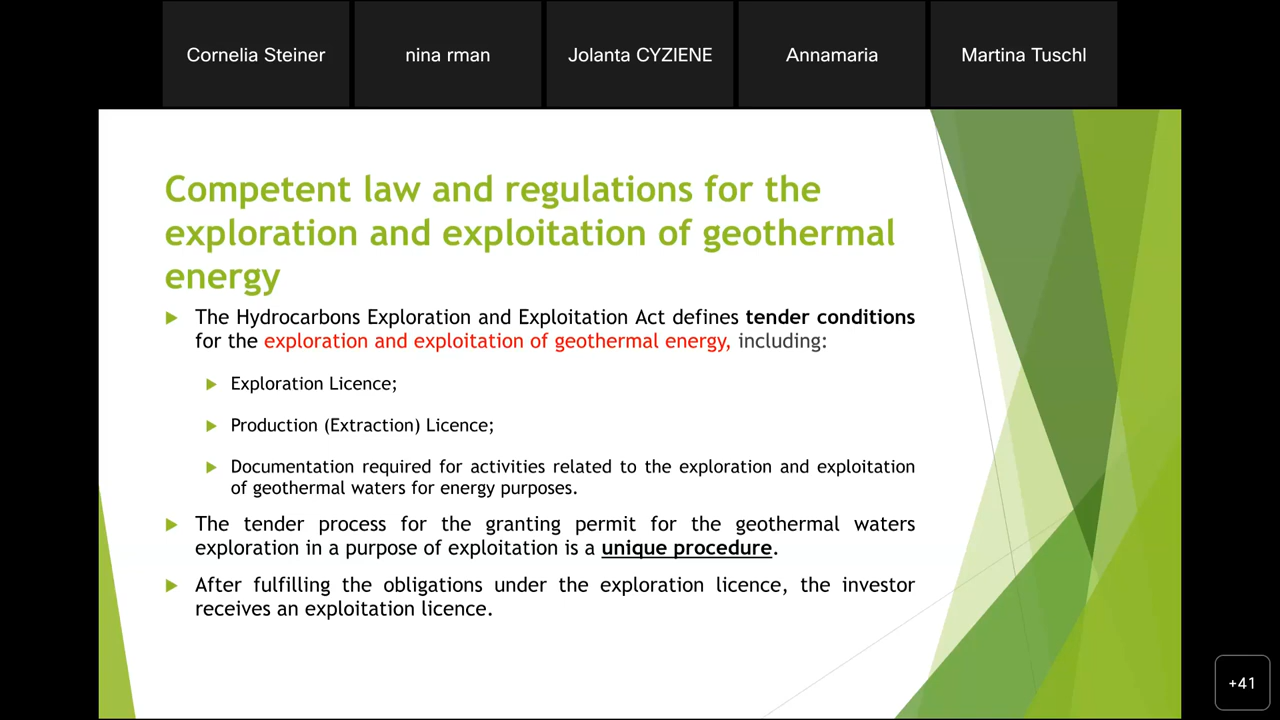 Cornelia Steiner
nina rman
Jolanta CYZIENE
Annamaria
Martina Tuschl
Competent law and regulations for the
exploration and exploitation of geothermal
energy
The Hydrocarbons Exploration and Exploitation Act defines tender conditions
for the exploration and exploitation of geothermal energy, including:
Exploration Licence;
Production (Extraction) Licence;
Documentation required for activities related to the exploration and exploitation
of geothermal waters for energy purposes.
The tender process for the granting permit for the geothermal waters
exploration in a purpose of exploitation is a unique procedure.
After fulfilling the obligations under the exploration licence, the investor
receives an exploitation licence.
+41